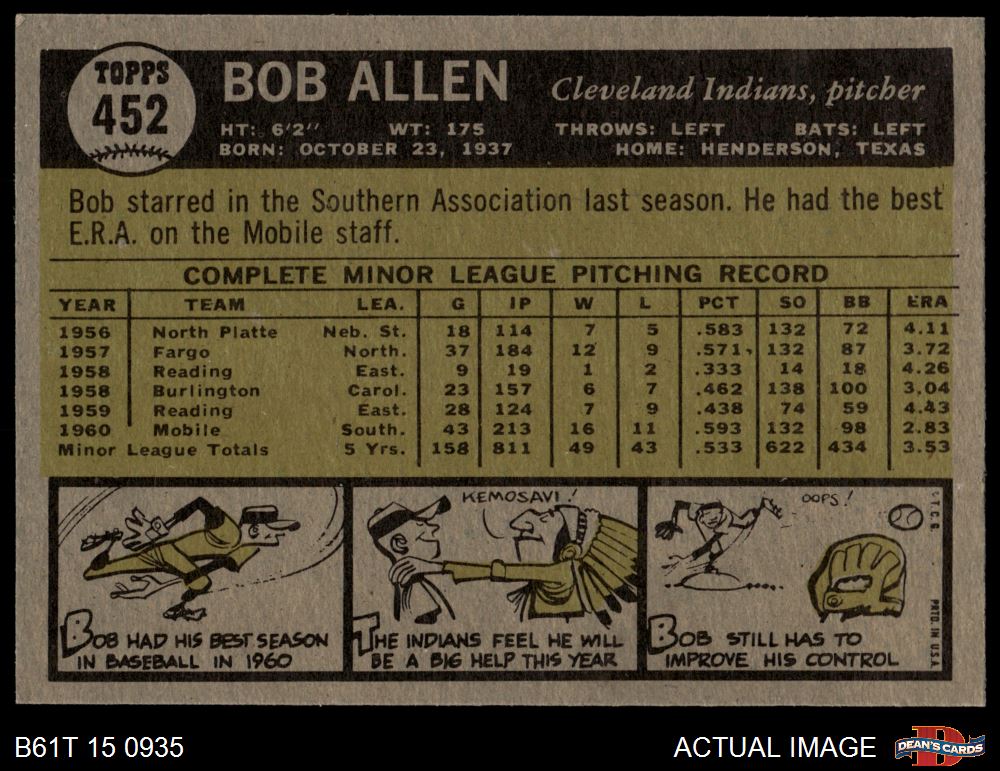 TOPPS
452
BOB ALLEN
Cleveland Indians, pitcher
HT: 6'2" WT: 175 THROWS: LEFT BATS: LEFT
BORN: OCTOBER 23, 1937 HOME: HENDERSON, TEXAS
Bob starred in the Southern Association last season. He had the best
E.R.A. on the Mobile staff.
COMPLETE MINOR LEAGUE PITCHING RECORD
YEAR TEAM LEA. G IP W L PCT SO BB ERA
1956 North Platte Neb. St. 18 114 7 5 .583 132 72 4.11
1957 Fargo North. 37 184 12 9 .571 132 87 3.72
1958 Reading East. 9 19 1 2 .333 14 18 4.26
1958 Burlington Carol. 23 157 6 7 .462 138 100 3.04
1959 Reading East. 28 124 7 9 .438 74 59 4.43
1960 Mobile South. 43 213 16 11 .593 132 98 2.83
Minor League Totals 5 Yrs. 158 811 49 43 .533 622 434 3.53
BOB HAD HIS BEST SEASON
IN BASEBALL IN 1960
KEMOSAVI!
THE INDIANS FEEL HE WILL
BE A BIG HELP THIS YEAR
OOPS!
BOB STILL HAS TO
IMPROVE HIS CONTROL
T.C.G.
PRTD. IN U.S.A.
B61T 15 0935
ACTUAL IMAGE
DEAN'S CARDS